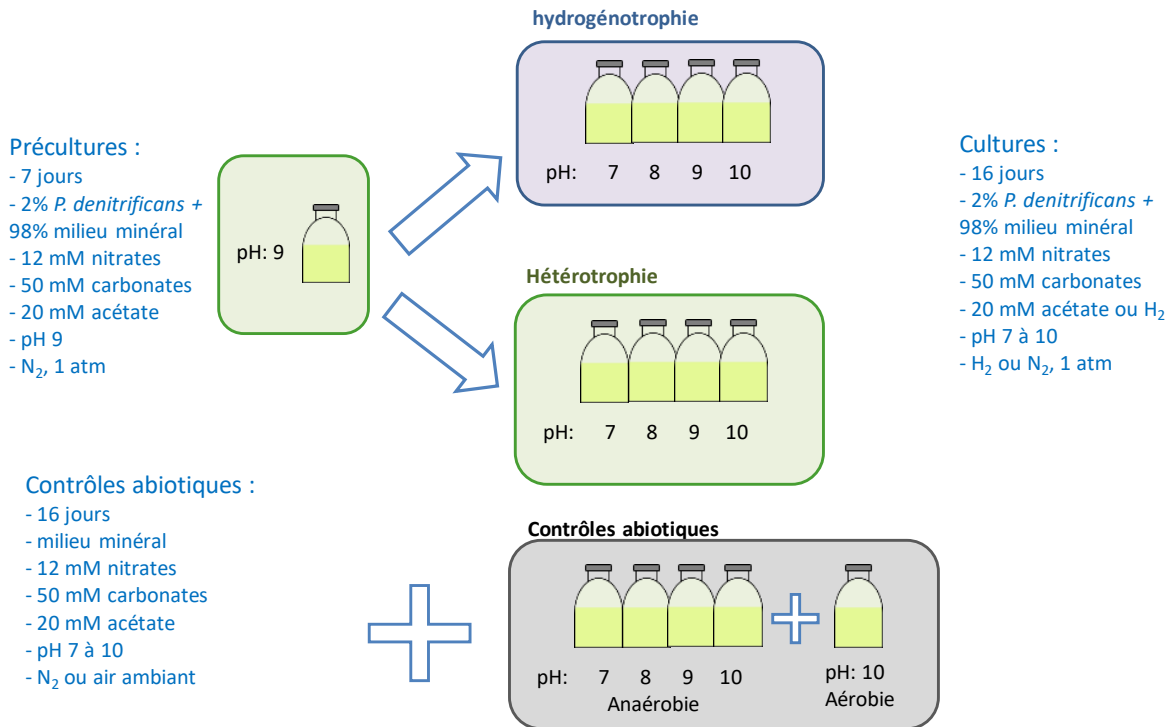 hydrogénotrophie
pH: 7 8 9 10
Précultures :
- 7 jours
- 2% P. denitrificans +
98% milieu minéral
- 12 mM nitrates
- 50 mM carbonates
- 20 mM acétate
- pH 9
- N₂, 1 atm
pH: 9
Hétérotrophie
pH: 7 8 9 10
Cultures :
- 16 jours
- 2% P. denitrificans +
98% milieu minéral
- 12 mM nitrates
- 50 mM carbonates
- 20 mM acétate ou H₂
- pH 7 à 10
- H₂ ou N₂, 1 atm
Contrôles abiotiques :
- 16 jours
- milieu minéral
- 12 mM nitrates
- 50 mM carbonates
- 20 mM acétate
- pH 7 à 10
- N₂ ou air ambiant
Contrôles abiotiques
pH: 7 8 9 10
Anaérobie
pH: 10
Aérobie